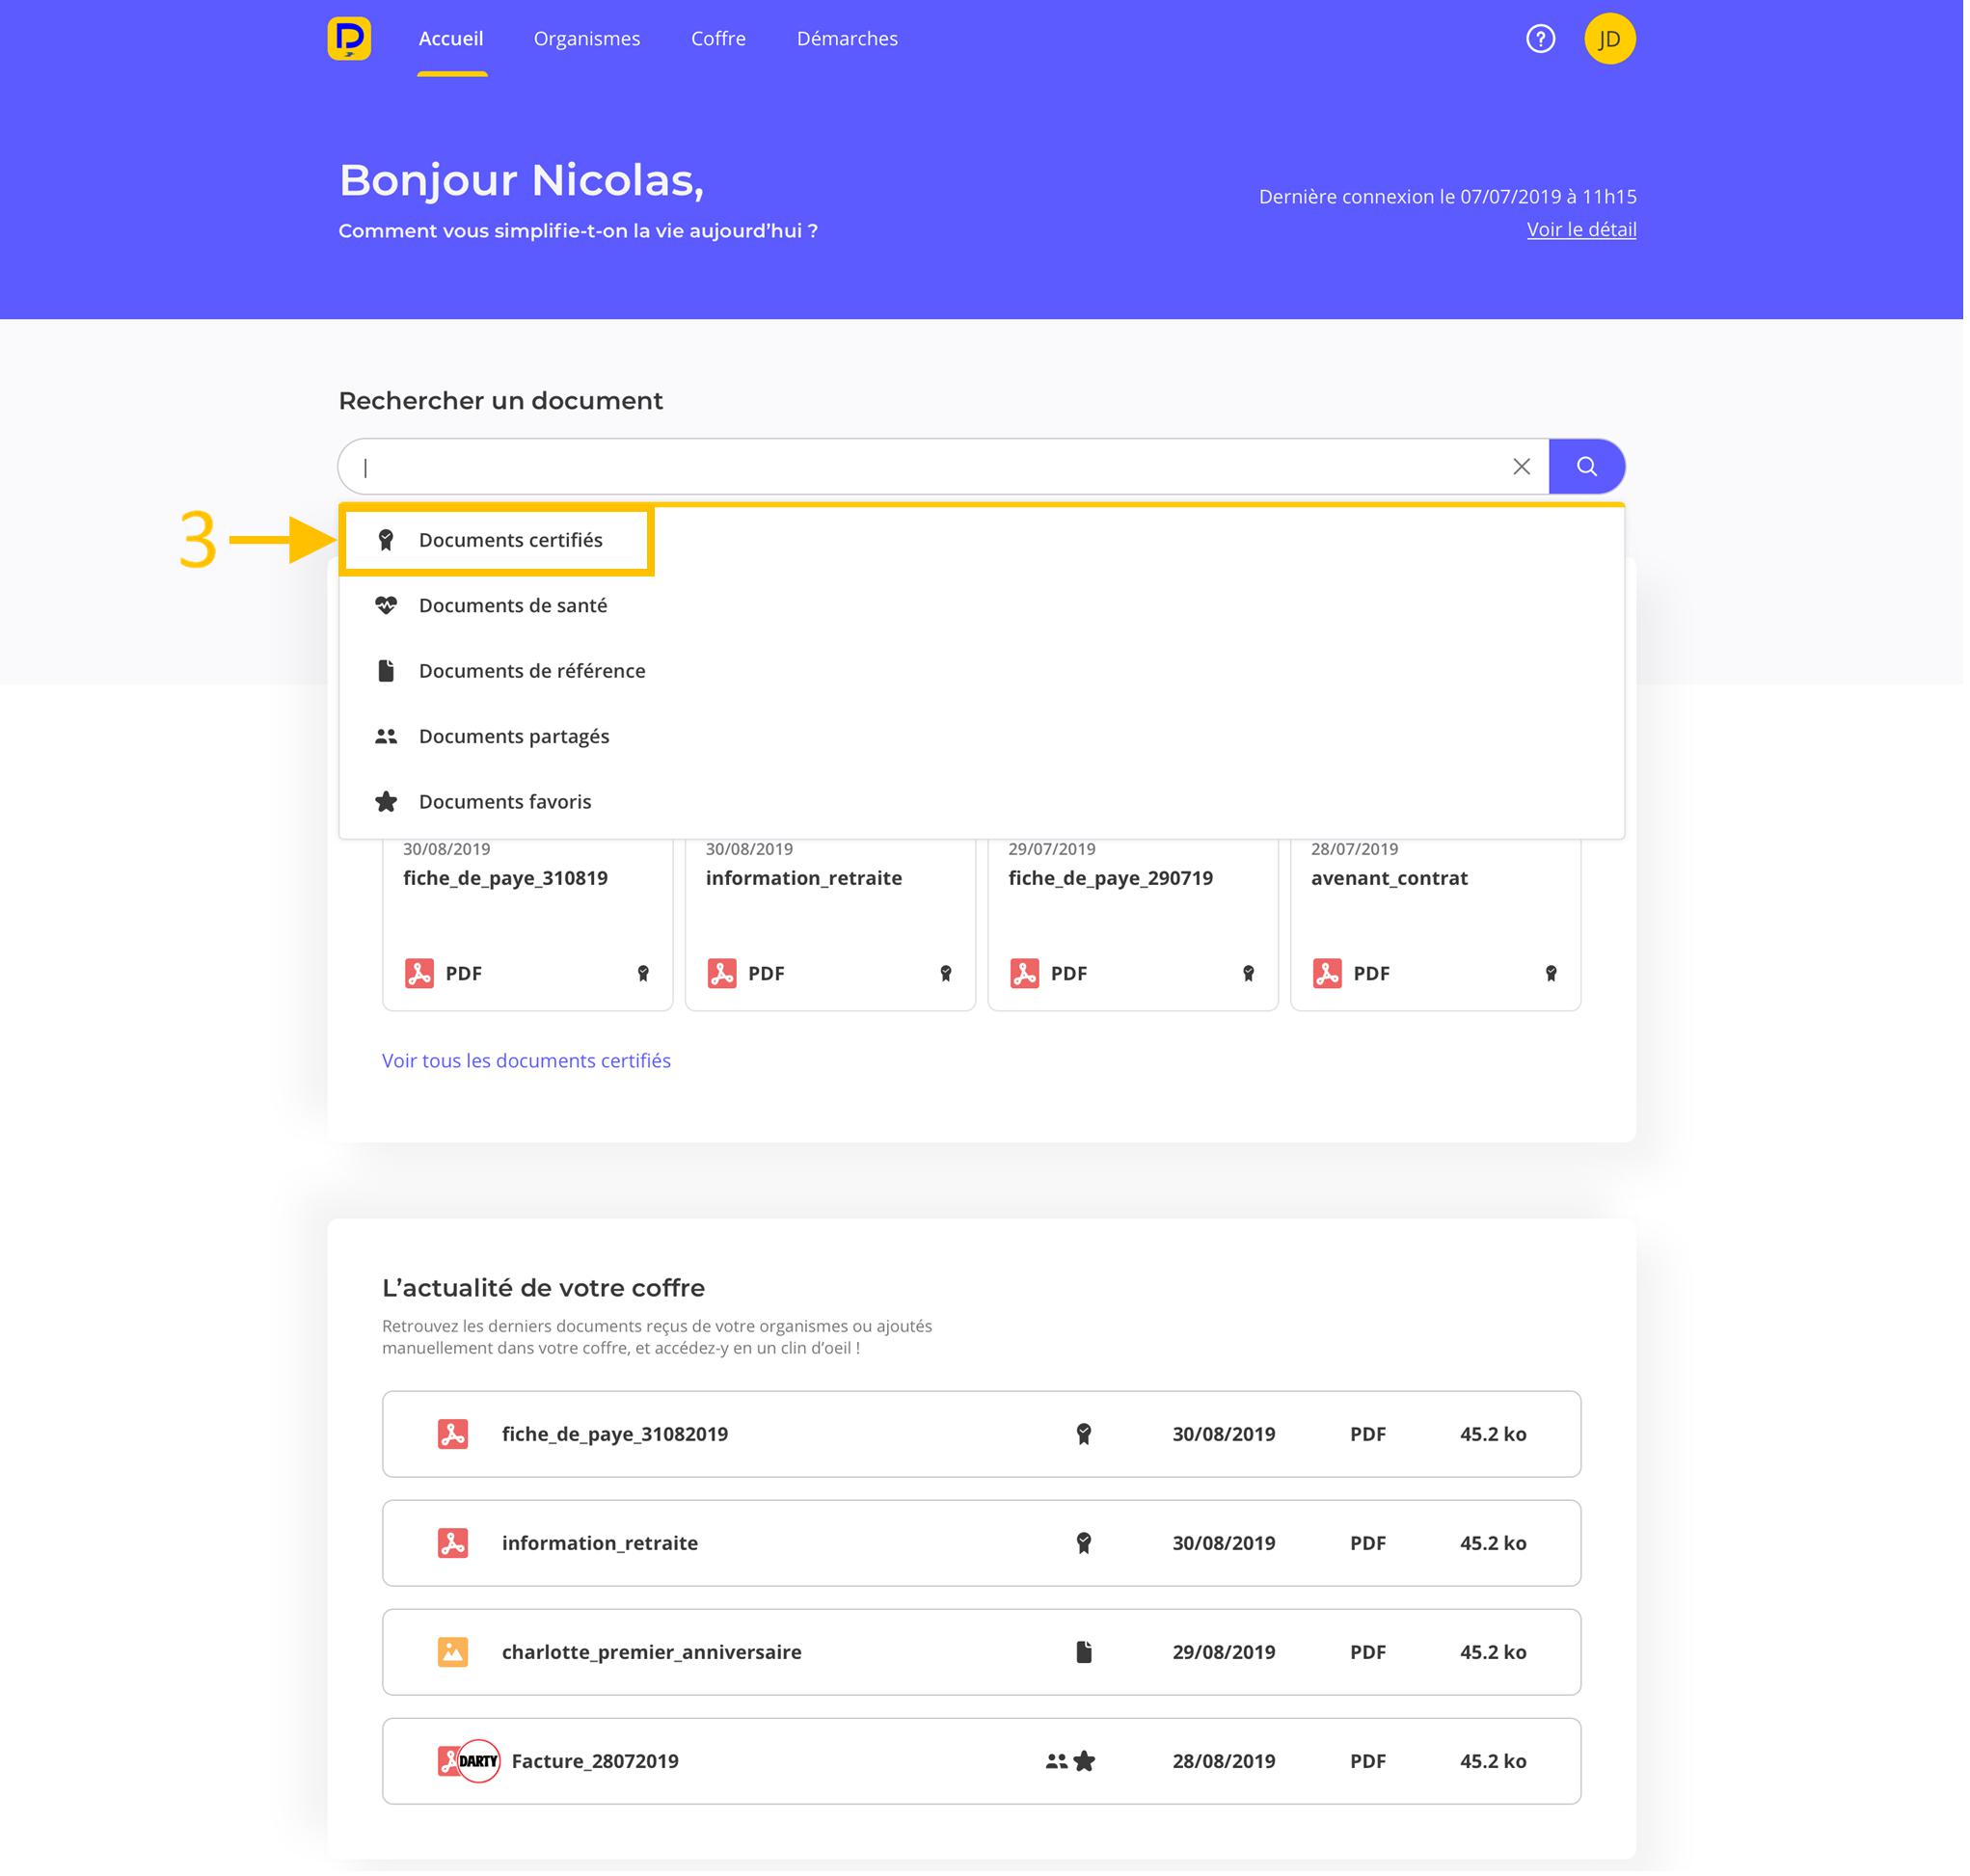 Accueil Organismes Coffre Démarches ? JD
Bonjour Nicolas,
Comment vous simplifie-t-on la vie aujourd’hui ?
Dernière connexion le 07/07/2019 à 11h15
Voir le détail
Rechercher un document
3
Documents certifiés
Documents de santé
Documents de référence
Documents partagés
Documents favoris
30/08/2019 30/08/2019 29/07/2019 28/07/2019
fiche_de_paye_310819 information_retraite fiche_de_paye_290719 avenant_contrat
PDF PDF PDF PDF
Voir tous les documents certifiés
L’actualité de votre coffre
Retrouvez les derniers documents reçus de votre organismes ou ajoutés
manuellement dans votre coffre, et accédez-y en un clin d’oeil !
fiche_de_paye_31082019 30/08/2019 PDF 45.2 ko
information_retraite 30/08/2019 PDF 45.2 ko
charlotte_premier_anniversaire 29/08/2019 PDF 45.2 ko
DARTY Facture_28072019 28/08/2019 PDF 45.2 ko